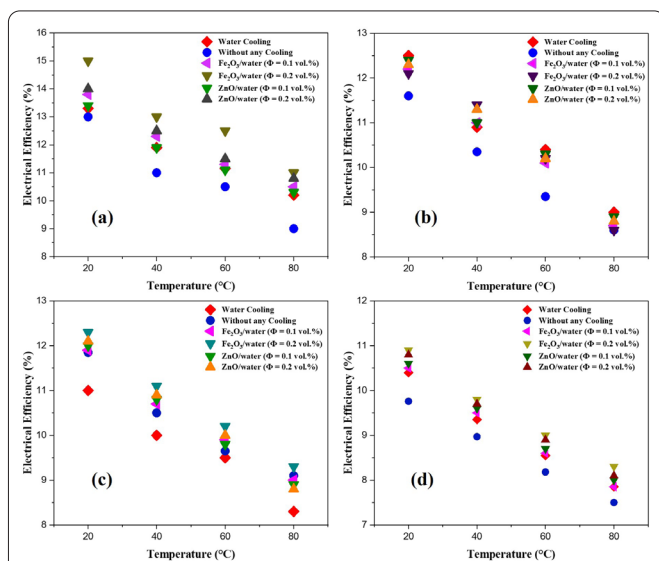 16
15
14
13
12
11
10
9
8
Electrical Efficiency (%)
Water Cooling
Without any Cooling
Fe₂O₃/water (Φ = 0.1 vol.%)
Fe₂O₃/water (Φ = 0.2 vol.%)
ZnO/water (Φ = 0.1 vol.%)
ZnO/water (Φ = 0.2 vol.%)
(a)
20 40 60 80
Temperature (°C)
13
12
11
10
9
8
Electrical Efficiency (%)
Water Cooling
Without any Cooling
Fe₂O₃/water (Φ = 0.1 vol.%)
Fe₂O₃/water (Φ = 0.2 vol.%)
ZnO/water (Φ = 0.1 vol.%)
ZnO/water (Φ = 0.2 vol.%)
(b)
20 40 60 80
Temperature (°C)
13
12
11
10
9
8
Electrical Efficiency (%)
Water Cooling
Without any Cooling
Fe₂O₃/water (Φ = 0.1 vol.%)
Fe₂O₃/water (Φ = 0.2 vol.%)
ZnO/water (Φ = 0.1 vol.%)
ZnO/water (Φ = 0.2 vol.%)
(c)
20 40 60 80
Temperature (°C)
12
11
10
9
8
7
Electrical Efficiency (%)
Water Cooling
Without any Cooling
Fe₂O₃/water (Φ = 0.1 vol.%)
Fe₂O₃/water (Φ = 0.2 vol.%)
ZnO/water (Φ = 0.1 vol.%)
ZnO/water (Φ = 0.2 vol.%)
(d)
20 40 60 80
Temperature (°C)